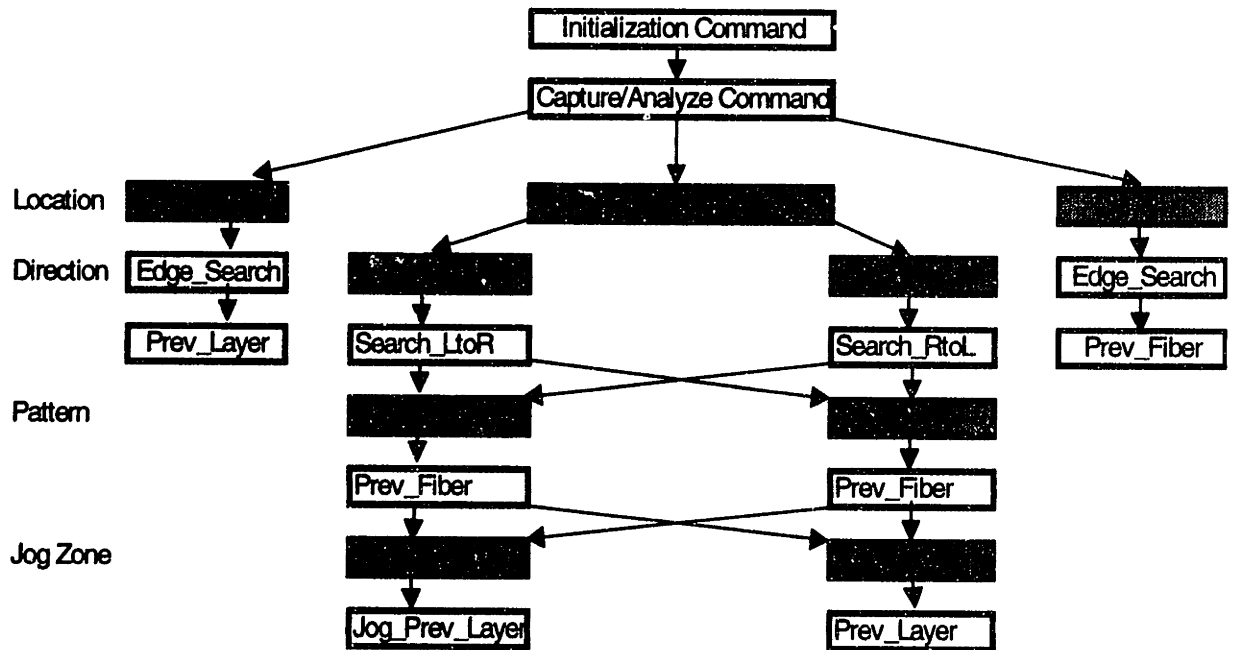 Initialization Command
Capture/Analyze Command
Location
Direction
Edge_Search
Edge_Search
Prev_Layer
Search_LtoR
Search_RtoL.
Prev_Fiber
Pattern
Prev_Fiber
Prev_Fiber
Jog Zone
Jog_Prev_Layer
Prev_Layer